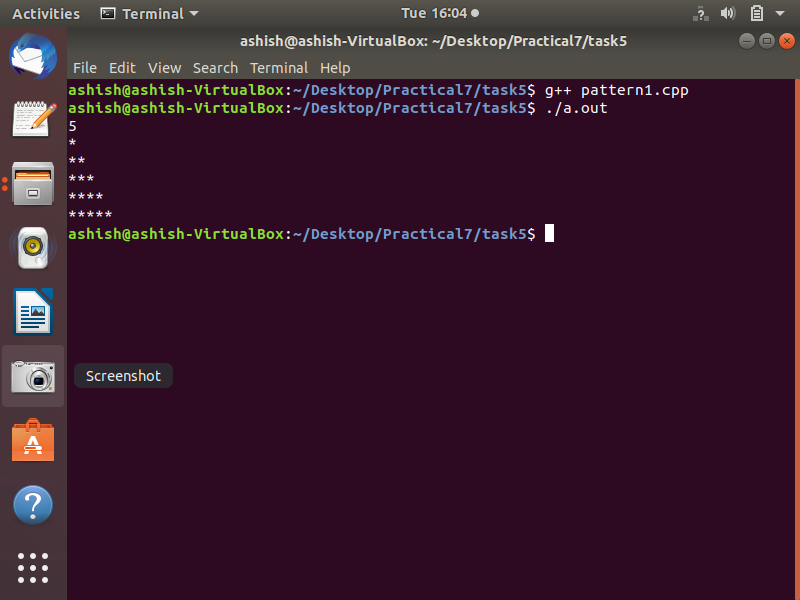 Activities Terminal Tue 16:04
ashish@ashish-VirtualBox: ~/Desktop/Practical7/task5
File Edit View Search Terminal Help
ashish@ashish-VirtualBox:~/Desktop/Practical7/task5$ g++ pattern1.cpp
ashish@ashish-VirtualBox:~/Desktop/Practical7/task5$ ./a.out
5
*
**
***
****
*****
ashish@ashish-VirtualBox:~/Desktop/Practical7/task5$
Screenshot